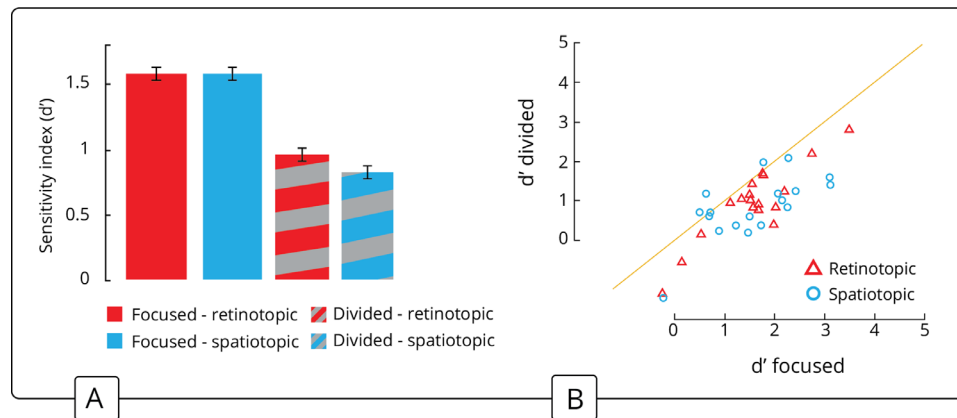 Sensitivity index (d')
1.5
1
0.5
0
Focused - retinotopic
Divided - retinotopic
Focused - spatiotopic
Divided - spatiotopic
A
d' divided
5
4
3
2
1
0
Retinotopic
Spatiotopic
0 1 2 3 4 5
d' focused
B